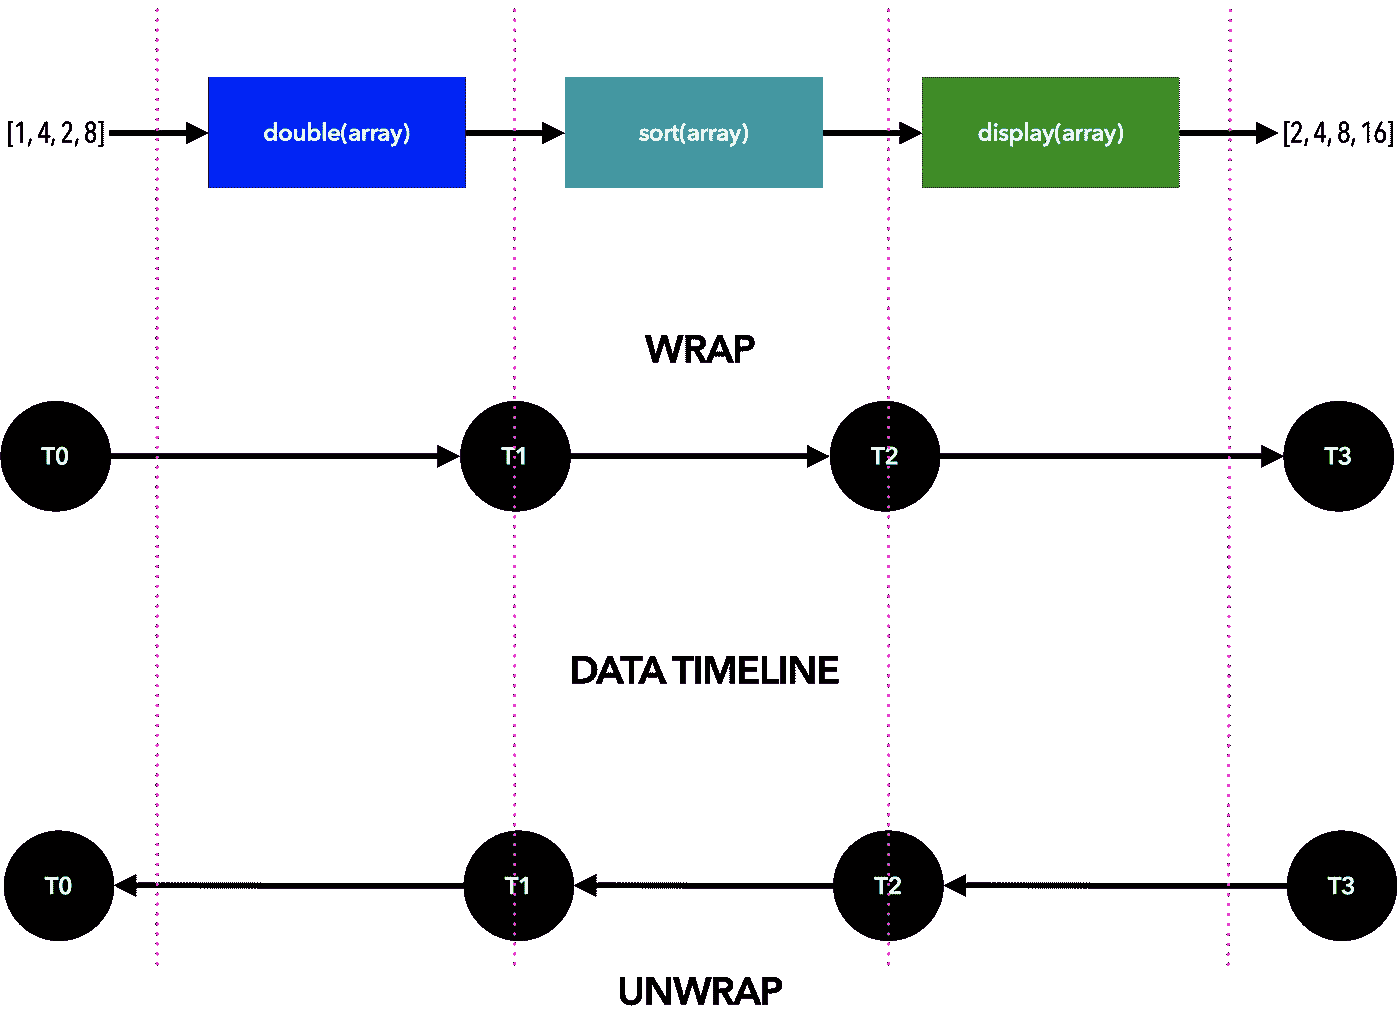 [1, 4, 2, 8]
double(array)
sort(array)
display(array)
[2, 4, 8, 16]
WRAP
T0
T1
T2
T3
DATA TIMELINE
T0
T1
T2
T3
UNWRAP